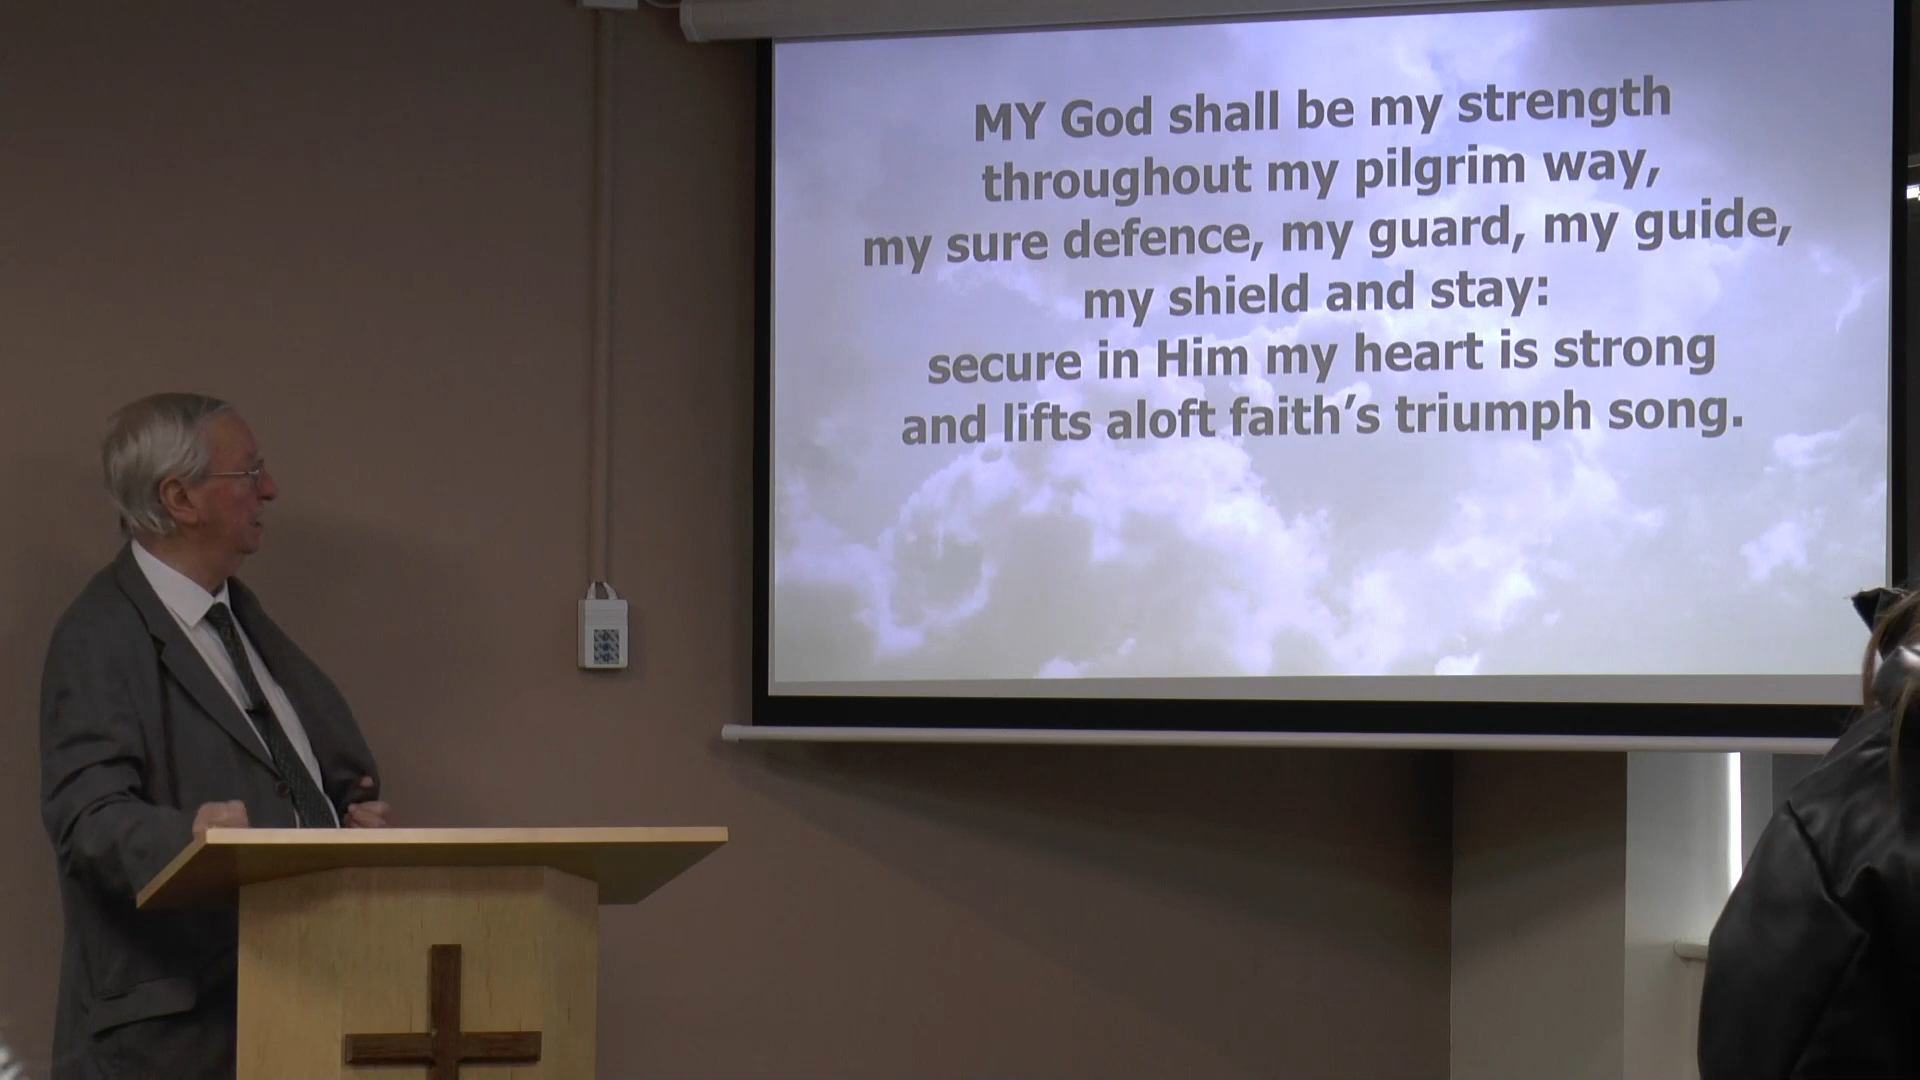 MY God shall be my strength
throughout my pilgrim way,
my sure defence, my guard, my guide,
my shield and stay:
secure in Him my heart is strong
and lifts aloft faith’s triumph song.